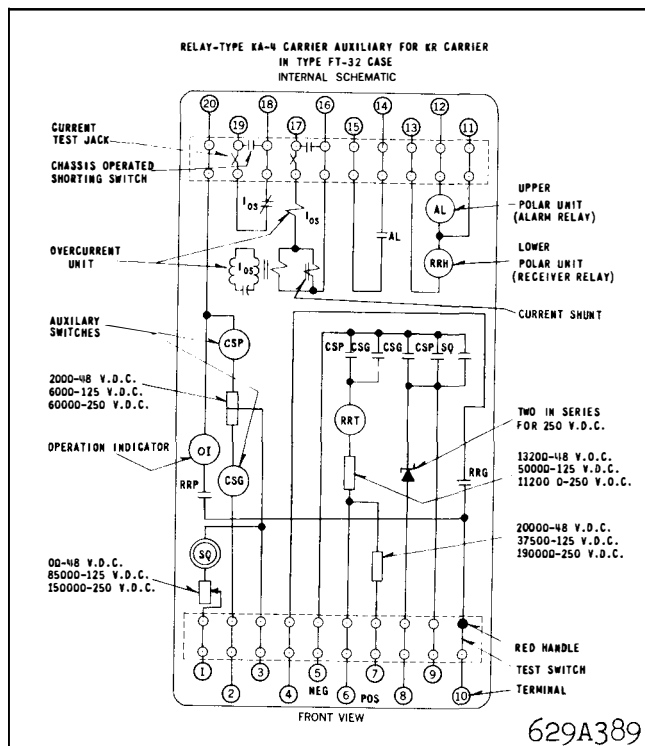 RELAY-TYPE KA-4 CARRIER AUXILIARY FOR KR CARRIER
IN TYPE FT-32 CASE
INTERNAL SCHEMATIC
20
19
18
17
16
15
14
13
12
11
CURRENT
TEST JACK
CHASSIS OPERATED
SHORTING SWITCH
IOS
IOS
AL
AL
UPPER
POLAR UNIT
(ALARM RELAY)
OVERCURRENT
UNIT
IOS
RRH
LOWER
POLAR UNIT
(RECEIVER RELAY)
CURRENT SHUNT
AUXILARY
SWITCHES
CSP
CSP
CSG
CSG
CSP
SQ
2000-48 V.D.C.
6000-125 V.D.C.
60000-250 V.D.C.
RRT
TWO IN SERIES
FOR 250 V.D.C.
OPERATION INDICATOR
OI
CSG
RRP
RRG
1320Ω-48 V.O.C.
5000Ω-125 V.D.C.
11200 0-250 V.O.C.
SQ
0Ω-48 V.D.C.
85000-125 V.D.C.
150000-250 V.D.C.
20000-48 V.D.C.
37500-125 V.D.C.
19000Ω-250 V.D.C.
RED HANDLE
TEST SWITCH
TERMINAL
1
2
3
4
5
NEG
6
POS
7
8
9
10
FRONT VIEW
629A389